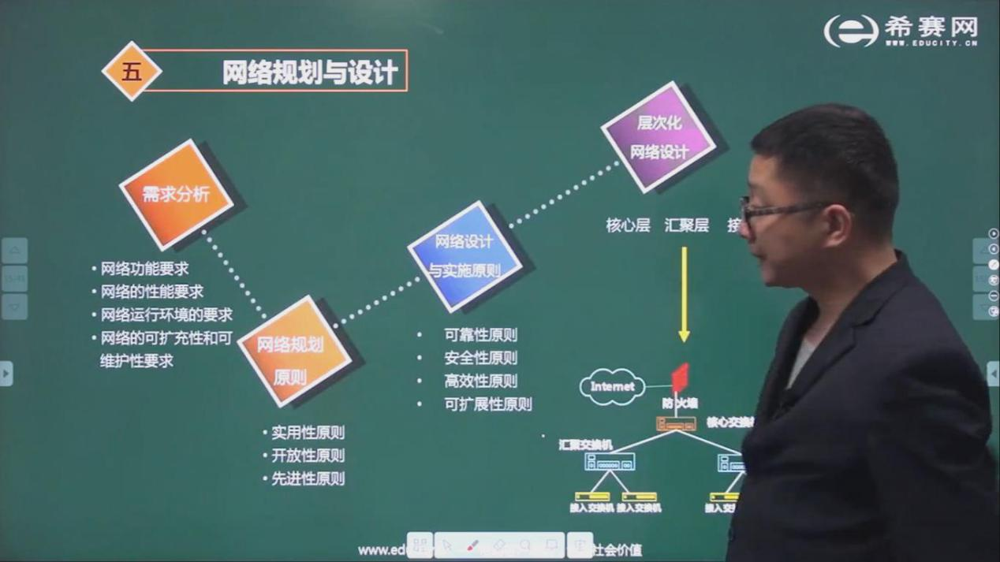 希赛网
WWW.EDUCITY.CN
五
网络规划与设计
需求分析
• 网络功能要求
• 网络的性能要求
• 网络运行环境的要求
• 网络的可扩充性和可
维护性要求
网络规划
原则
• 实用性原则
• 开放性原则
• 先进性原则
网络设计
与实施原则
• 可靠性原则
• 安全性原则
• 高效性原则
• 可扩展性原则
层次化
网络设计
核心层 汇聚层 接
Internet
防火墙
核心交换机
汇聚交换机
接入交换机 接入交换机 接入交
www.edu
社会价值